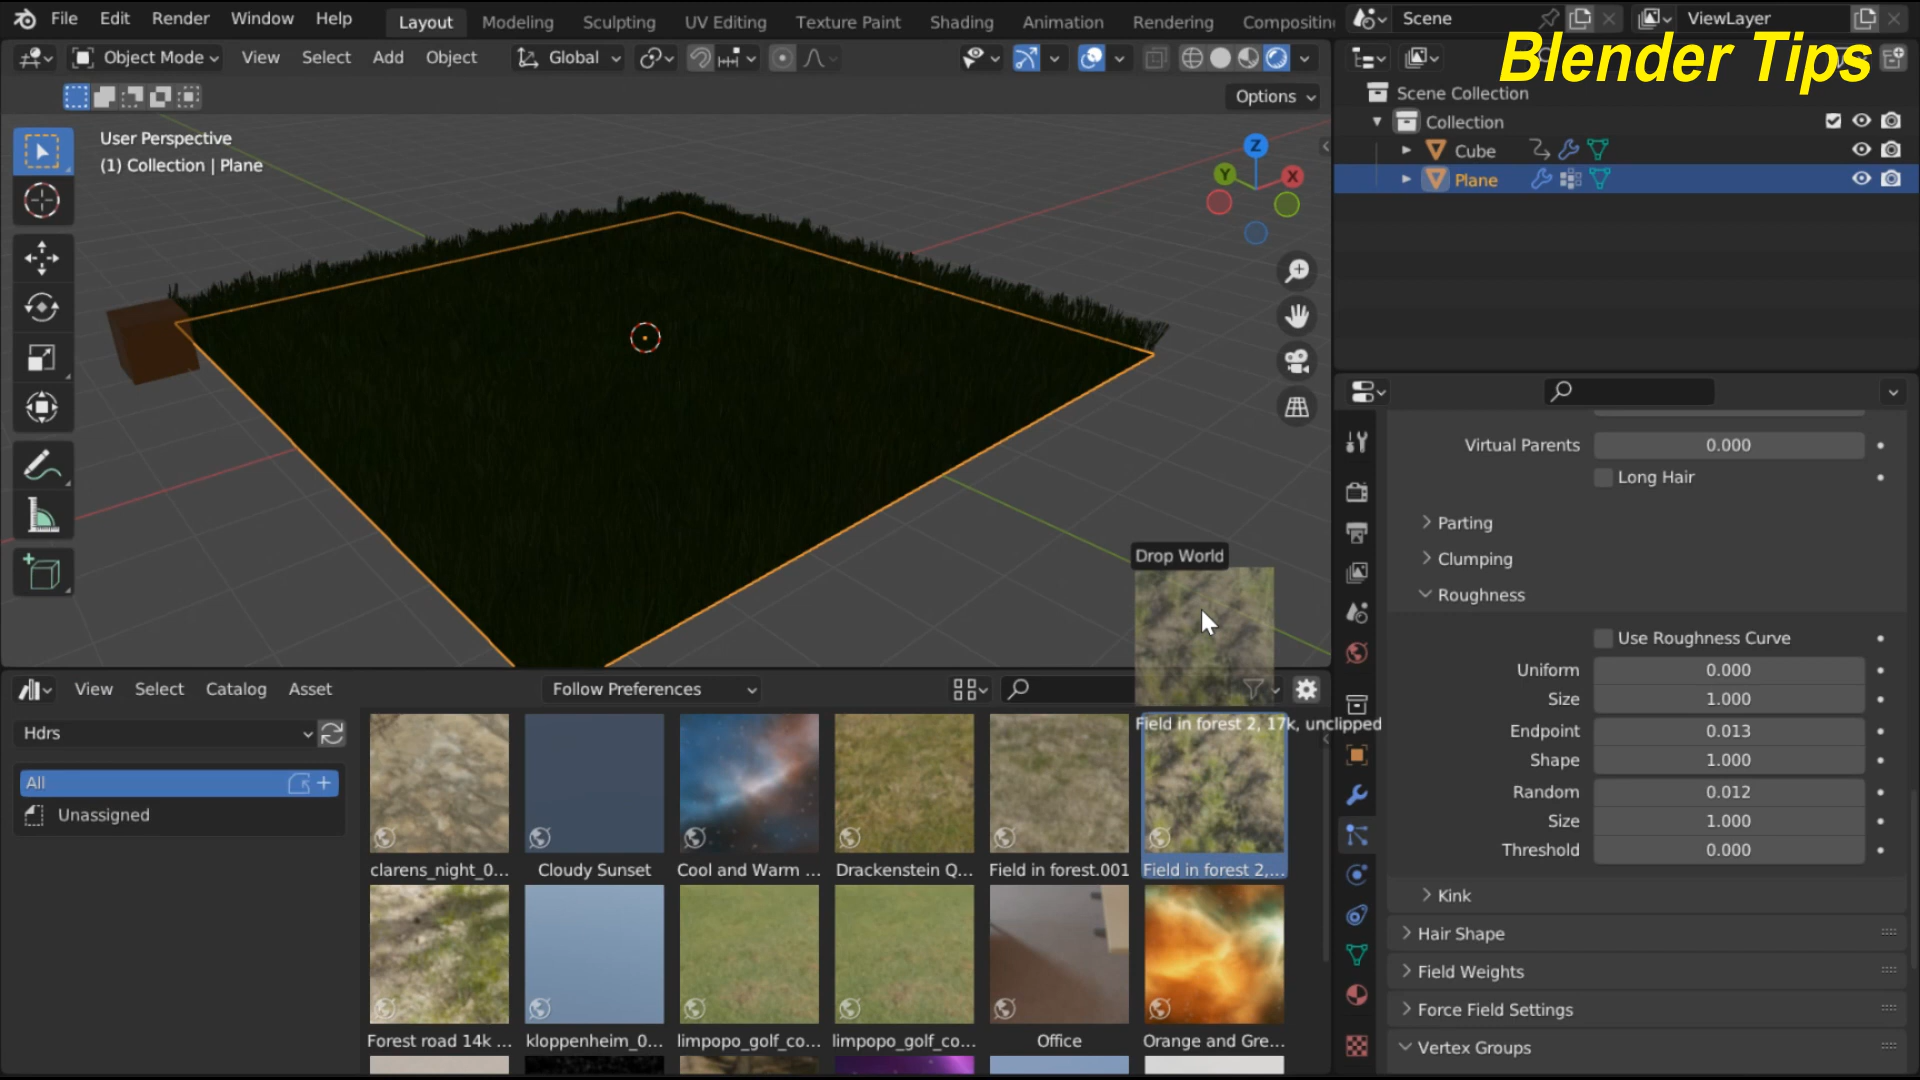 File Edit Render Window Help
Layout Modeling Sculpting UV Editing Texture Paint Shading Animation Rendering
Scene
ViewLayer
Blender Tips
Object Mode View Select Add Object Global
Options
User Perspective
(1) Collection | Plane
Z
Y
X
Scene Collection
Collection
Cube
Plane
Drop World
Field in forest 2, 17k, unclipped
Virtual Parents 0.000
Long Hair
Parting
Clumping
Roughness
Use Roughness Curve
Uniform 0.000
Size 1.000
Endpoint 0.013
Shape 1.000
Random 0.012
Size 1.000
Threshold 0.000
Kink
Hair Shape
Field Weights
Force Field Settings
Vertex Groups
View Select Catalog Asset Follow Preferences
Hdrs
All
Unassigned
clarens_night_0... Cloudy Sunset Cool and Warm ... Drackenstein Q... Field in forest.001 Field in forest 2,...
Forest road 14k ... kloppenheim_0... limpopo_golf_co... limpopo_golf_co... Office Orange and Gre...